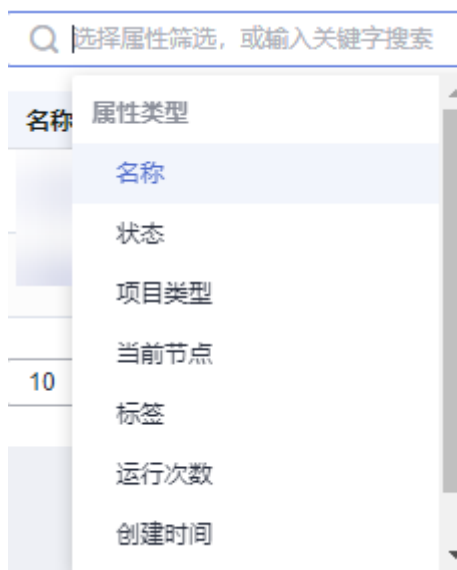 选择属性筛选，或输入关键字搜索
名称
属性类型
名称
状态
项目类型
当前节点
10
标签
运行次数
创建时间